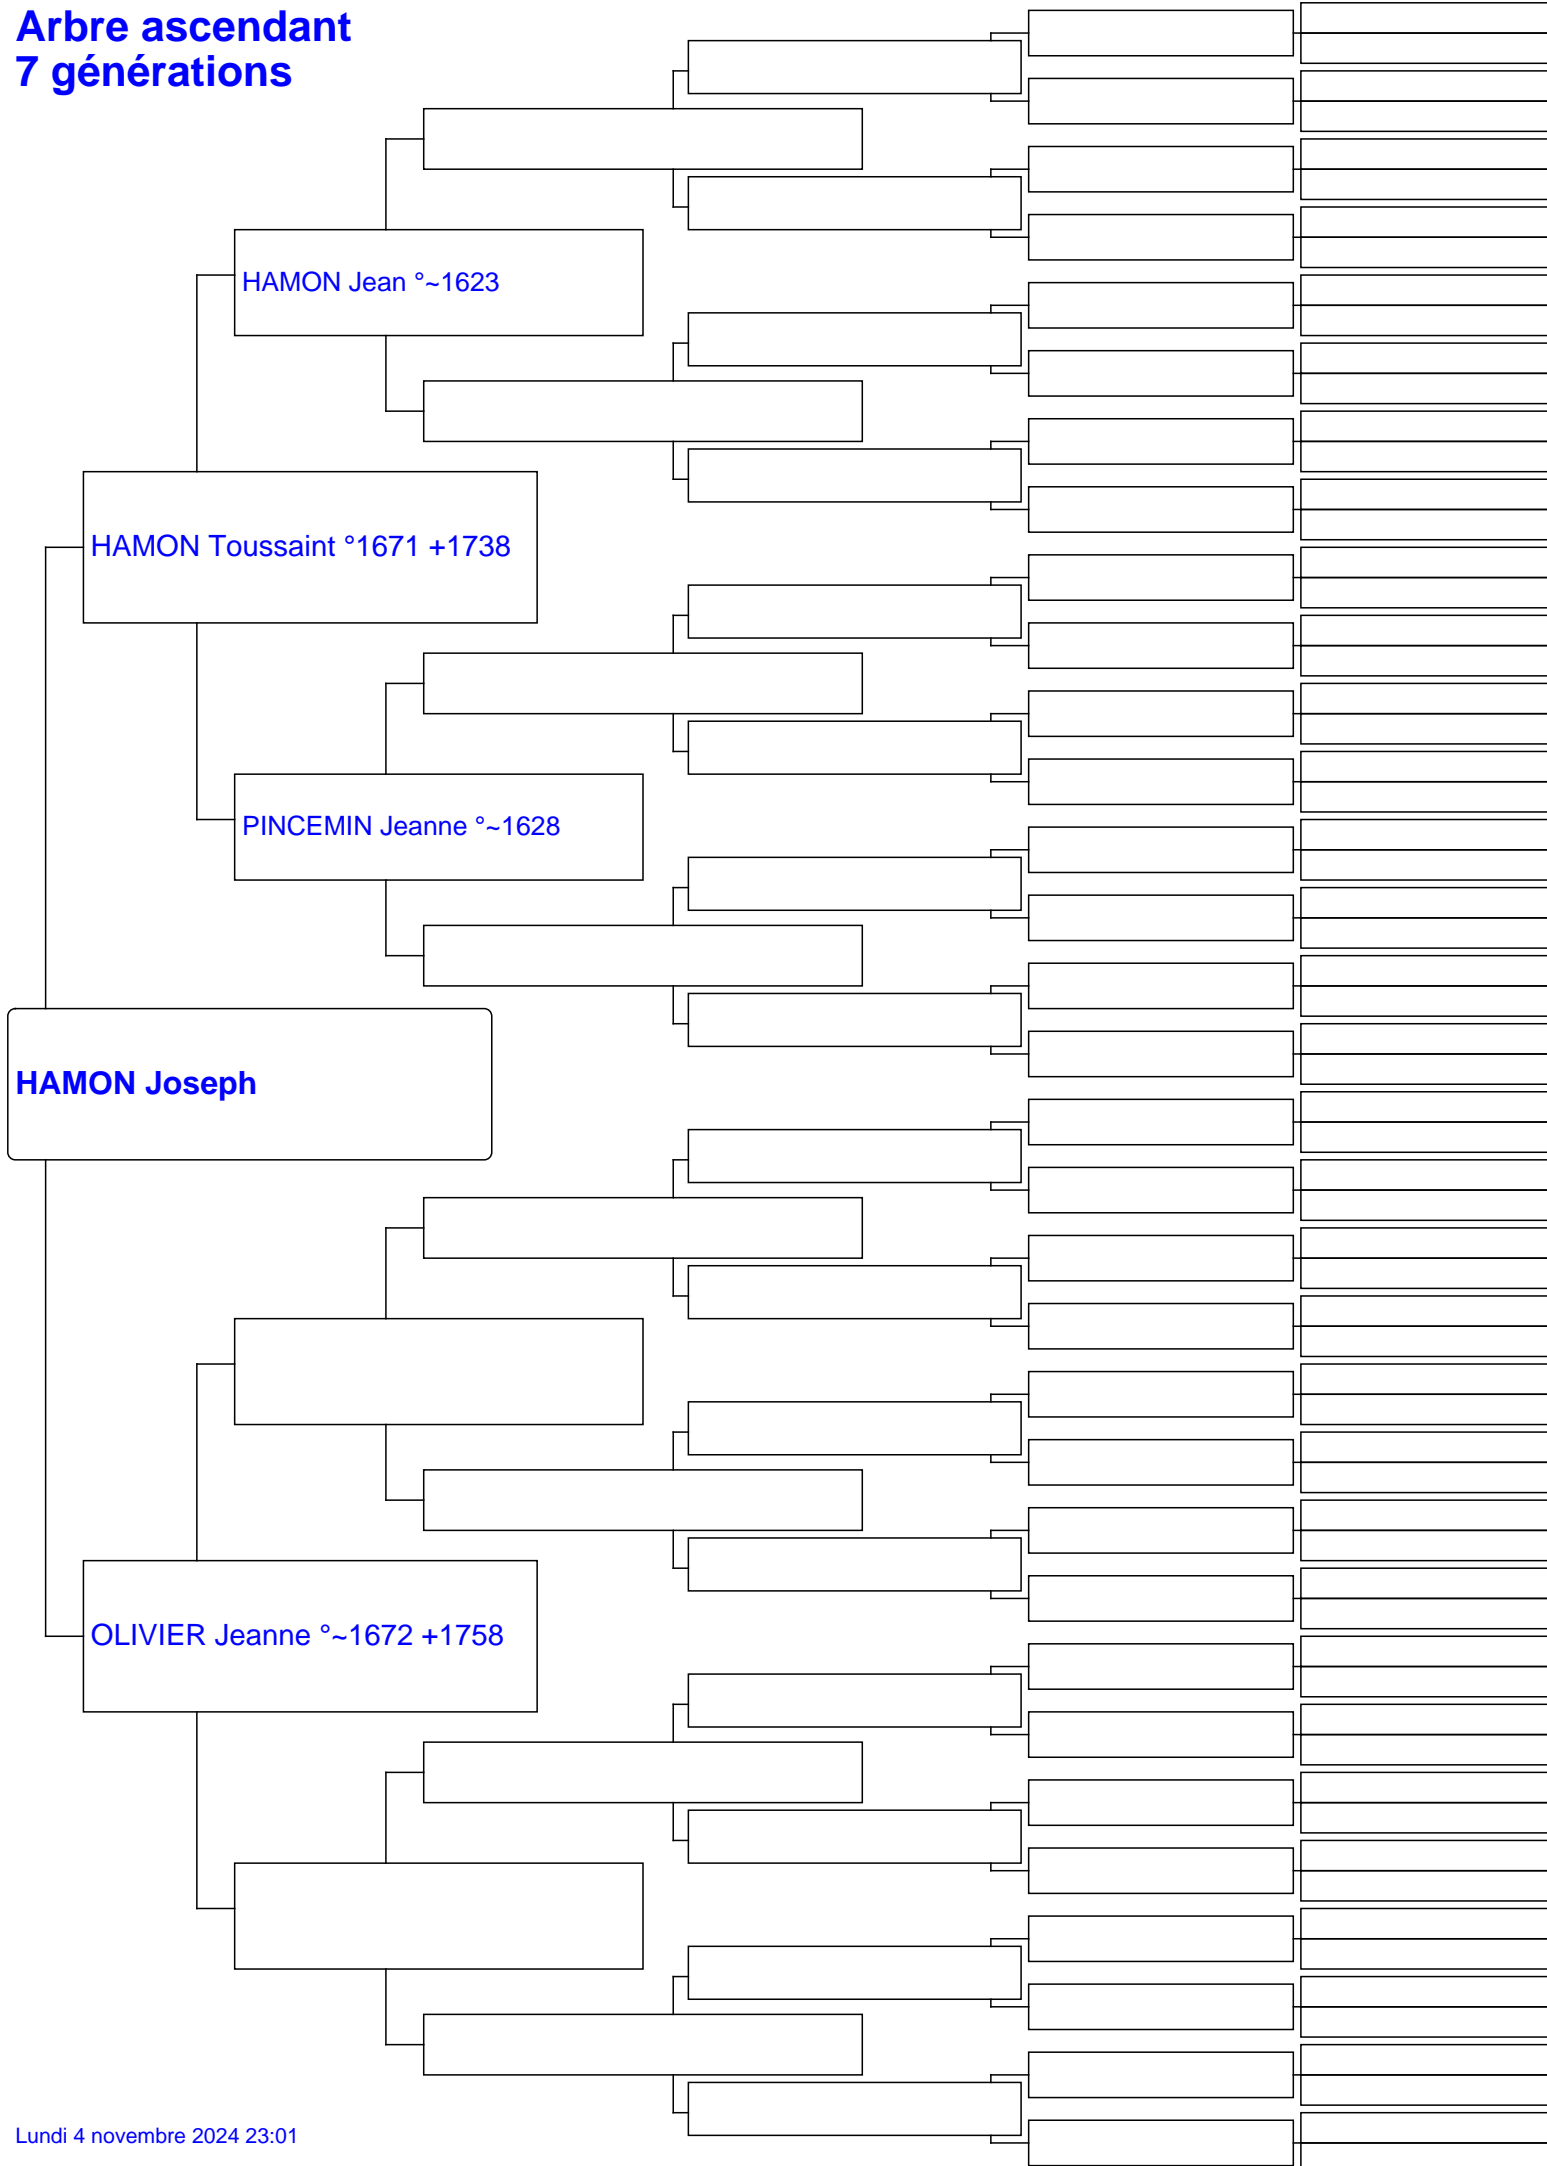 Arbre ascendant
7 générations
HAMON Jean °~1623
HAMON Toussaint °1671 +1738
PINCEMIN Jeanne °~1628
HAMON Joseph
OLIVIER Jeanne °~1672 +1758
Lundi 4 novembre 2024 23:01